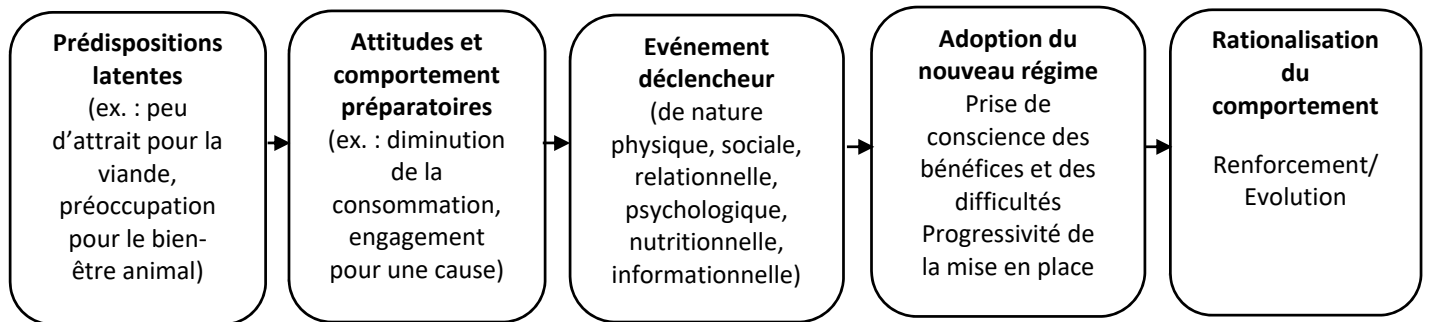 Prédispositions
latentes
(ex. : peu
d’attrait pour la
viande,
préoccupation
pour le bien-
être animal)
Attitudes et
comportement
préparatoires
(ex. : diminution
de la
consommation,
engagement
pour une cause)
Evénement
déclencheur
(de nature
physique, sociale,
relationnelle,
psychologique,
nutritionnelle,
informationnelle)
Adoption du
nouveau régime
Prise de
conscience des
bénéfices et des
difficultés
Progressivité de
la mise en place
Rationalisation
du
comportement
Renforcement/
Evolution